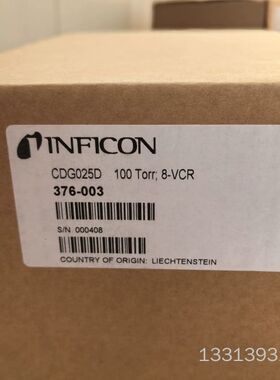 INFICON
CDG025D 100 Torr; 8-VCR
376-003
S/N 000408
COUNTRY OF ORIGIN: LIECHTENSTEIN
1331393